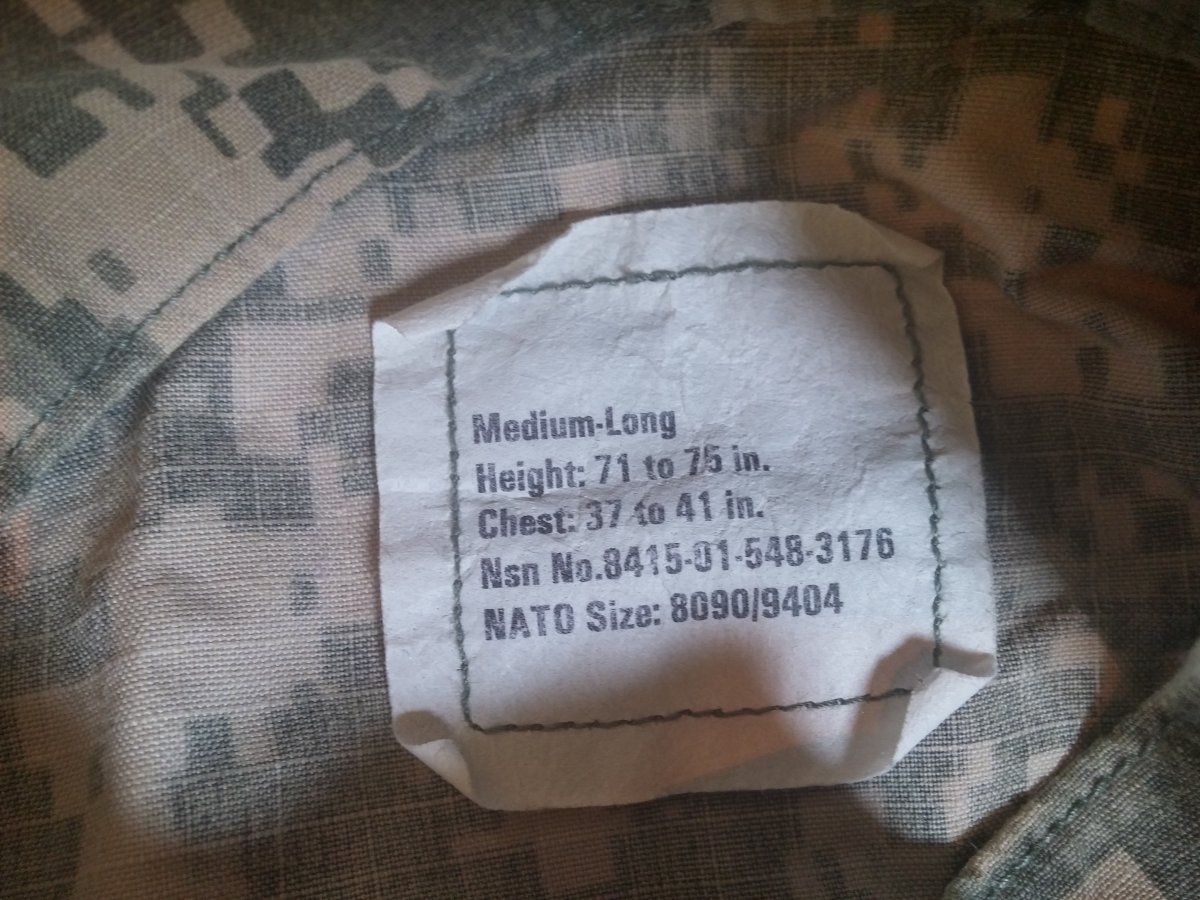 Medium-Long
Height: 71 to 75 in.
Chest: 37 to 41 in.
Nsn No.8415-01-548-3176
NATO Size: 8090/9404